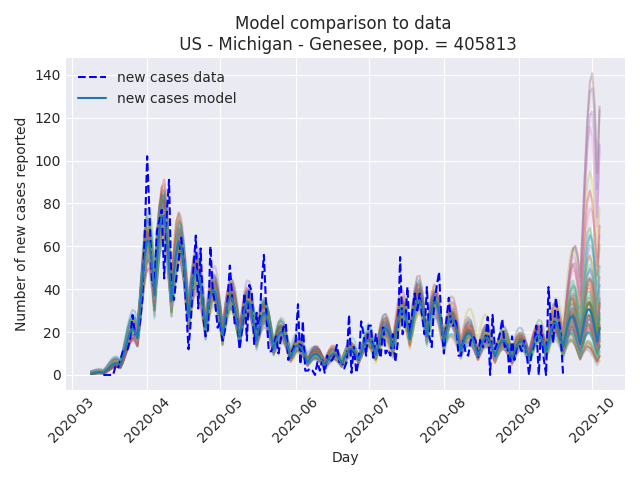 Model comparison to data
US - Michigan - Genesee, pop. = 405813
new cases data
new cases model
Number of new cases reported
140
120
100
80
60
40
20
0
2020-03
2020-04
2020-05
2020-06
2020-07
2020-08
2020-09
2020-10
Day